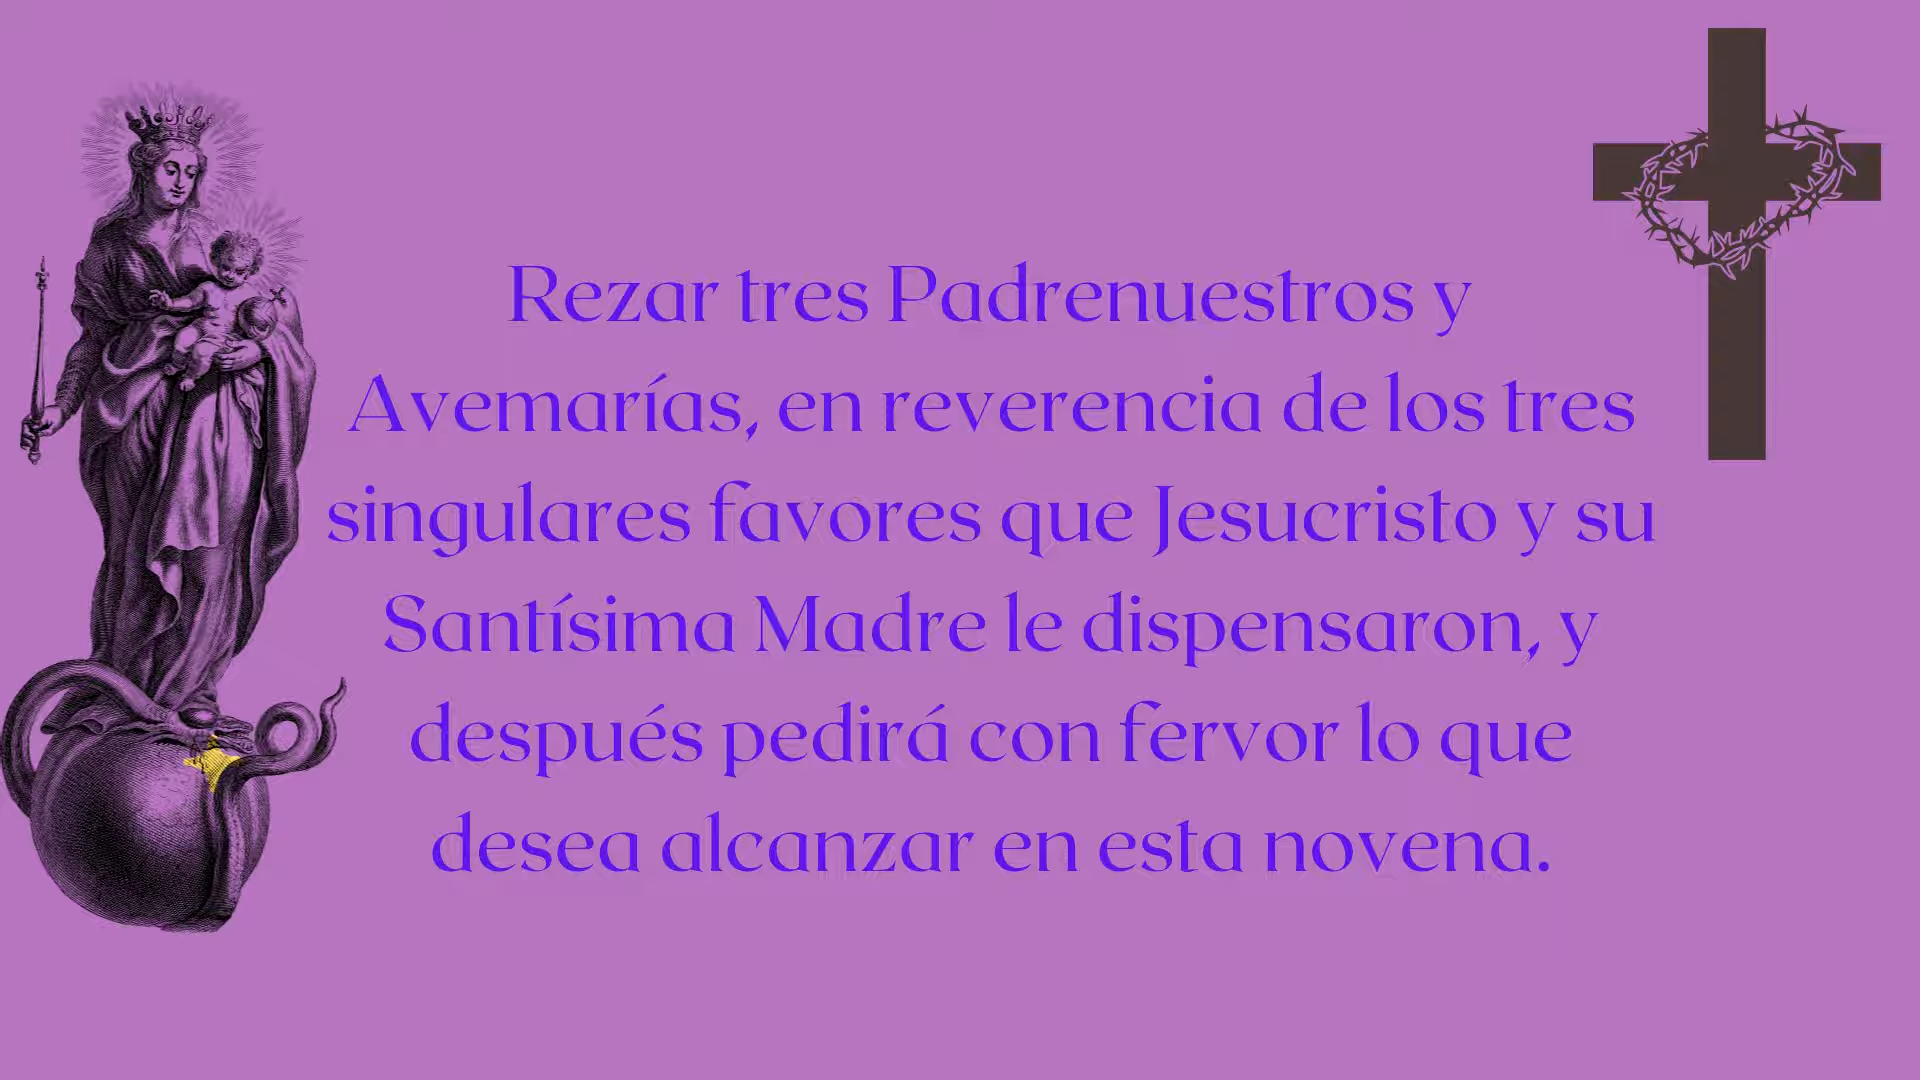 Rezar tres Padrenuestros y
Avemarías, en reverencia de los tres
singulares favores que Jesucristo y su
Santísima Madre le dispensaron, y
después pedirá con fervor lo que
desea alcanzar en esta novena.